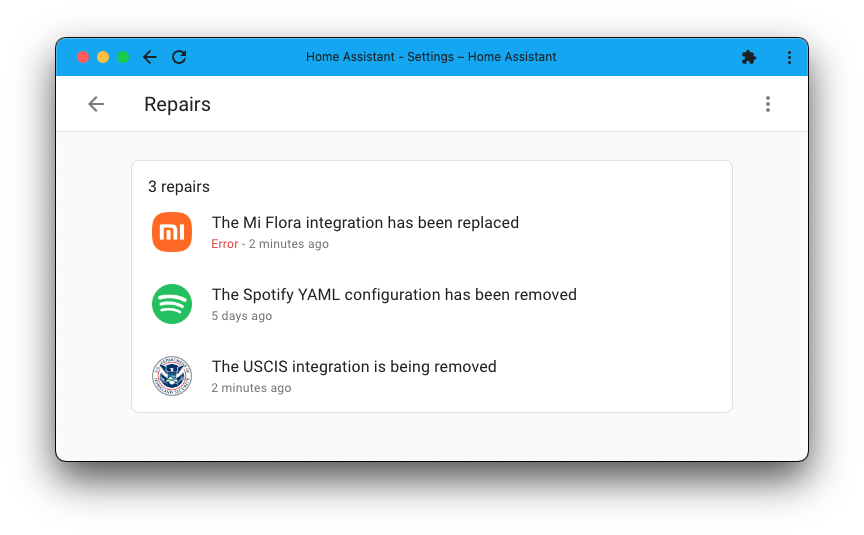 Home Assistant - Settings – Home Assistant
Repairs
3 repairs
The Mi Flora integration has been replaced
Error - 2 minutes ago
The Spotify YAML configuration has been removed
5 days ago
The USCIS integration is being removed
2 minutes ago